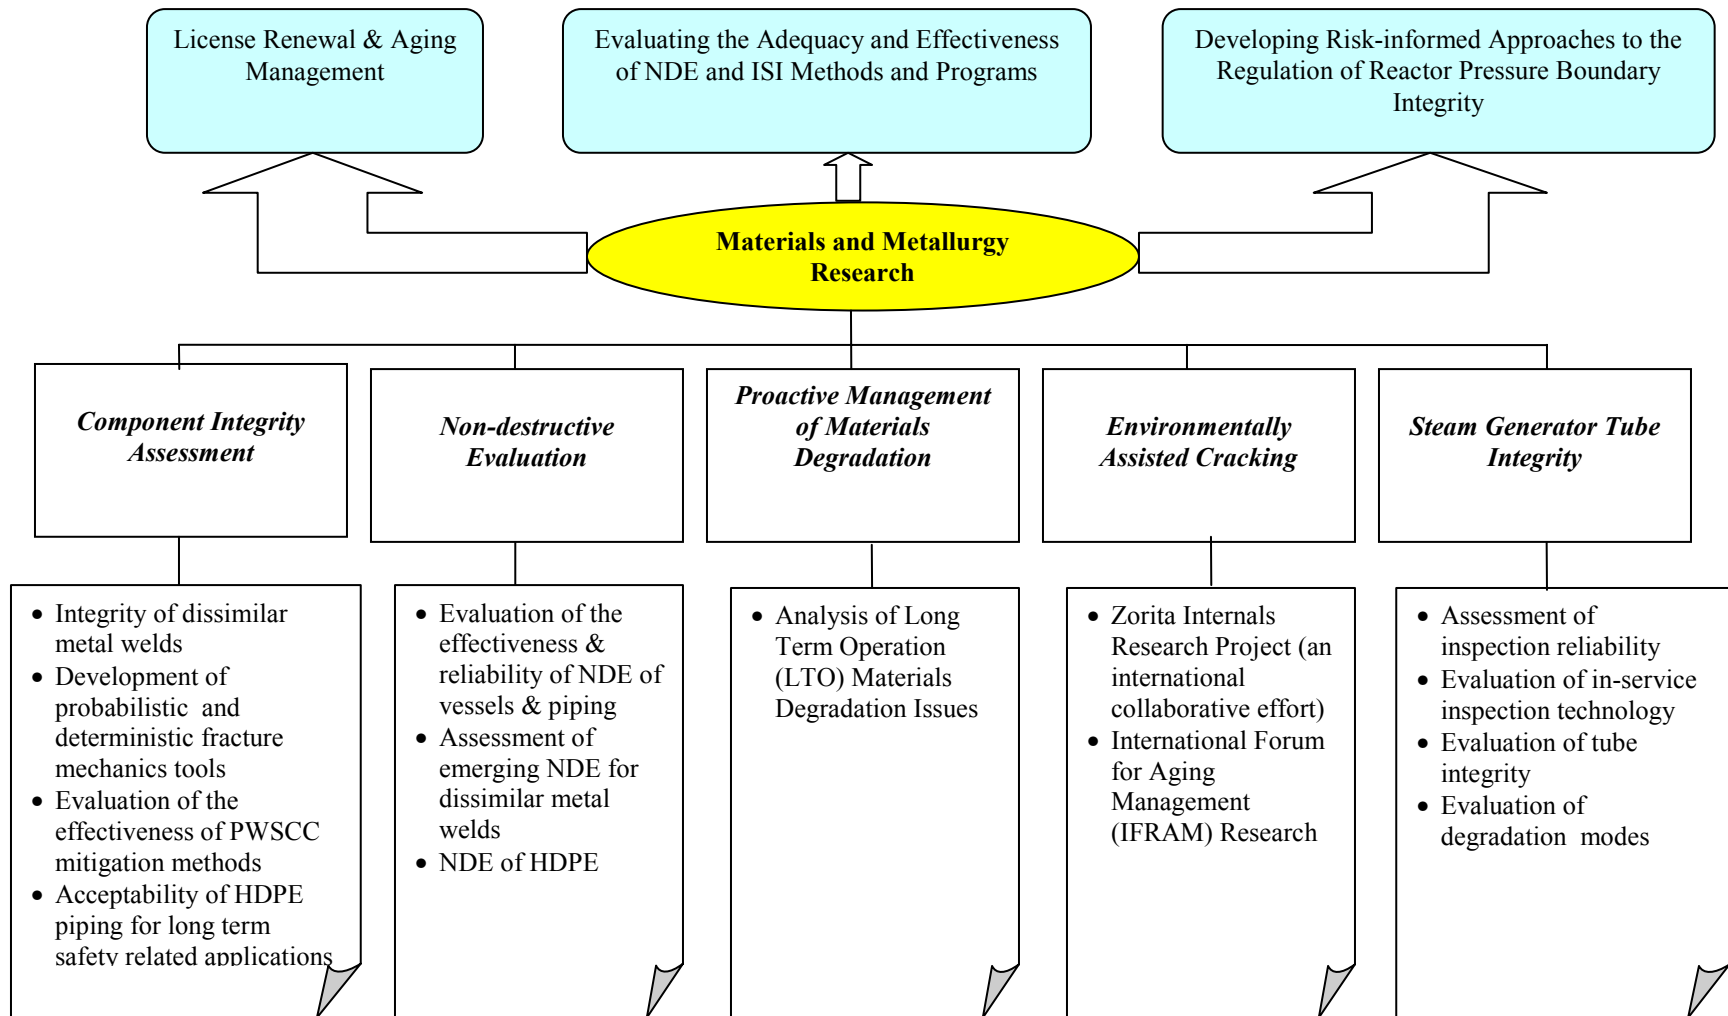 License Renewal & Aging
Management
Evaluating the Adequacy and Effectiveness
of NDE and ISI Methods and Programs
Developing Risk-informed Approaches to the
Regulation of Reactor Pressure Boundary
Integrity
Materials and Metallurgy
Research
Component Integrity
Assessment
Non-destructive
Evaluation
Proactive Management
of Materials
Degradation
Environmentally
Assisted Cracking
Steam Generator Tube
Integrity
• Integrity of dissimilar
metal welds
• Development of
probabilistic and
deterministic fracture
mechanics tools
• Evaluation of the
effectiveness of PWSCC
mitigation methods
• Acceptability of HDPE
piping for long term
safety related applications
• Evaluation of the
effectiveness &
reliability of NDE of
vessels & piping
• Assessment of
emerging NDE for
dissimilar metal
welds
• NDE of HDPE
• Analysis of Long
Term Operation
(LTO) Materials
Degradation Issues
• Zorita Internals
Research Project (an
international
collaborative effort)
• International Forum
for Aging
Management
(IFRAM) Research
• Assessment of
inspection reliability
• Evaluation of in-service
inspection technology
• Evaluation of tube
integrity
• Evaluation of
degradation modes